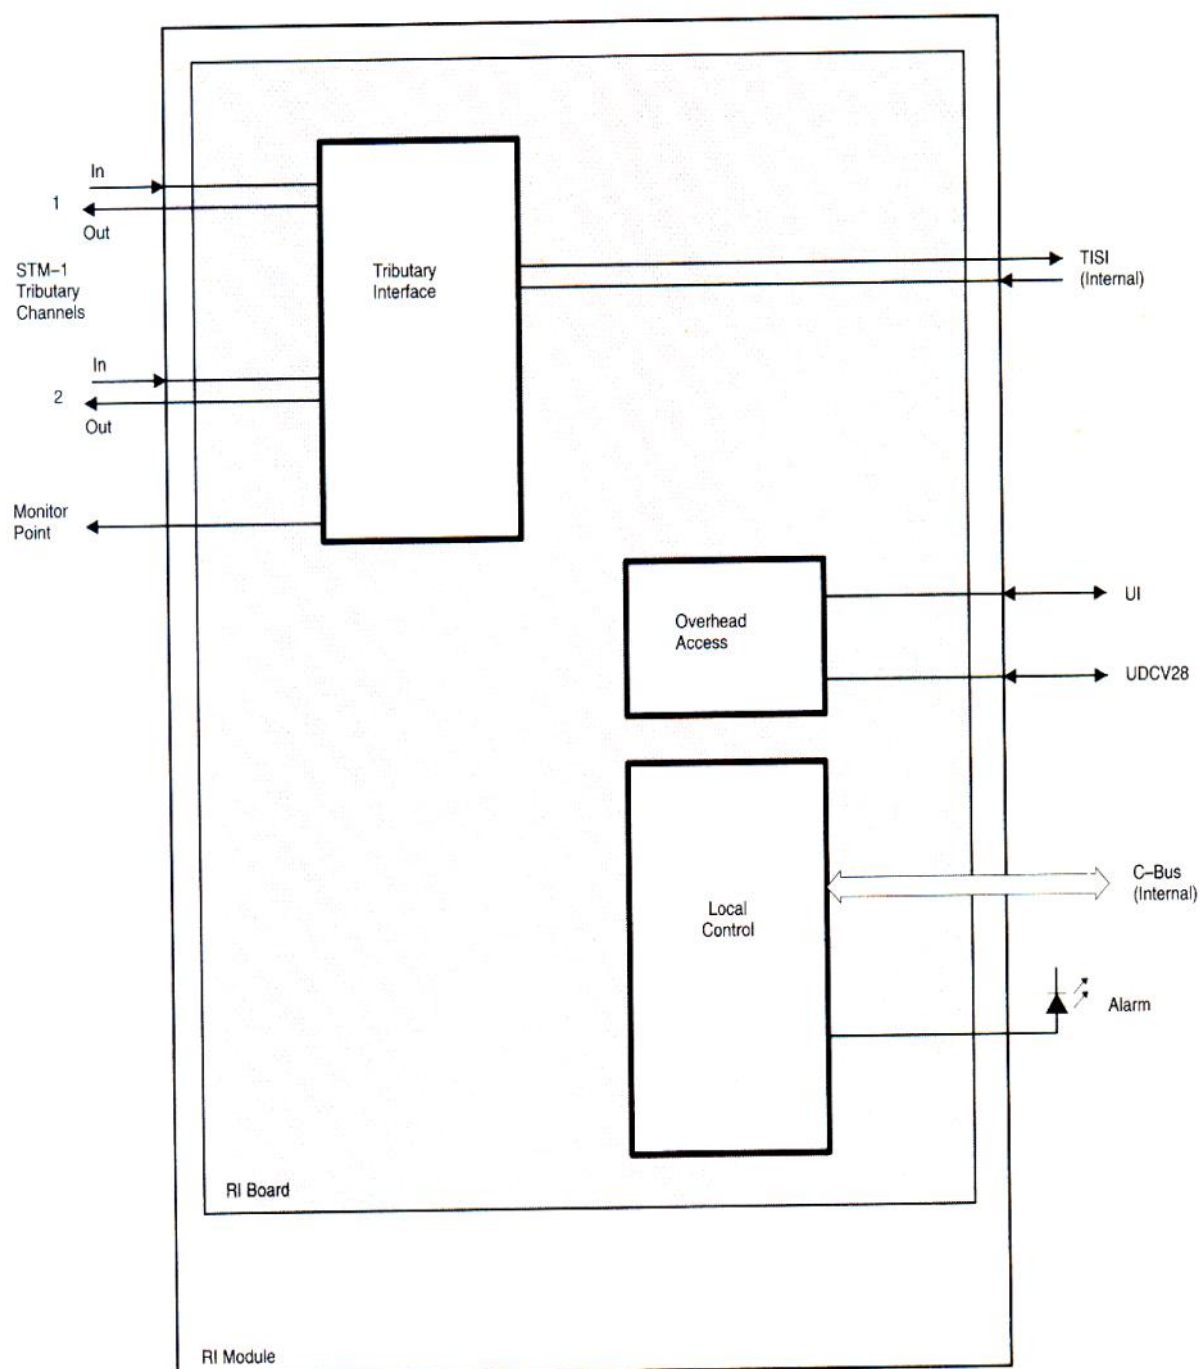 In
1
Out
STM–1
Tributary
Channels
In
2
Out
Monitor
Point
Tributary
Interface
TISI
(Internal)
Overhead
Access
UI
UDCV28
Local
Control
C–Bus
(Internal)
Alarm
RI Board
RI Module